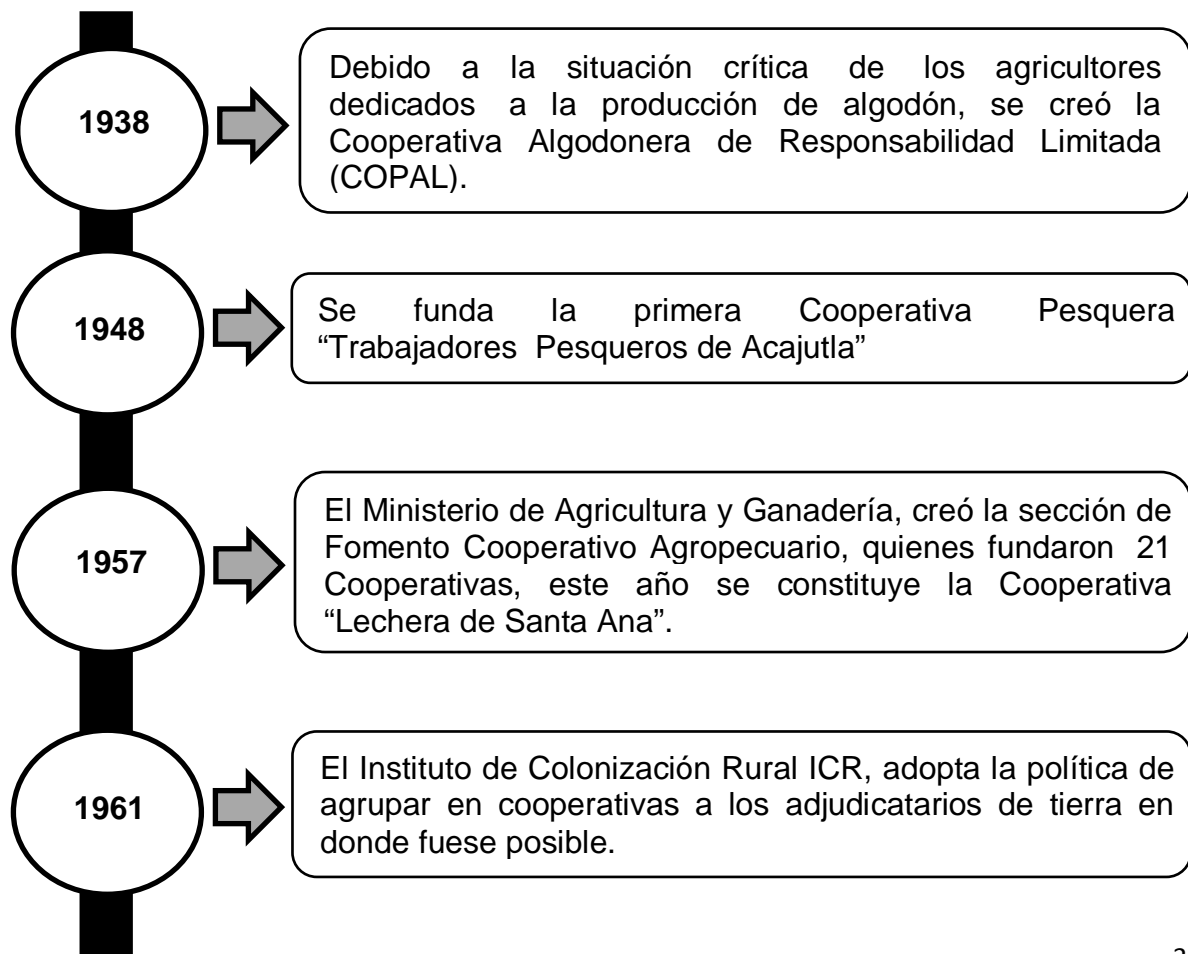 1938
Debido a la situación crítica de los agricultores
dedicados a la producción de algodón, se creó la
Cooperativa Algodonera de Responsabilidad Limitada
(COPAL).
1948
Se funda la primera Cooperativa Pesquera
“Trabajadores Pesqueros de Acajutla”
1957
El Ministerio de Agricultura y Ganadería, creó la sección de
Fomento Cooperativo Agropecuario, quienes fundaron 21
Cooperativas, este año se constituye la Cooperativa
“Lechera de Santa Ana”.
1961
El Instituto de Colonización Rural ICR, adopta la política de
agrupar en cooperativas a los adjudicatarios de tierra en
donde fuese posible.